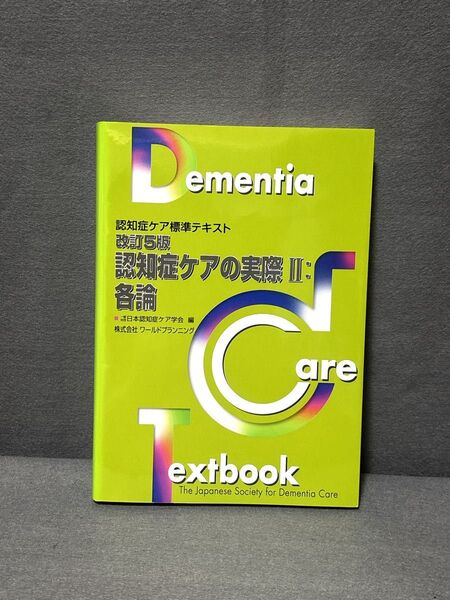 Dementia
認知症ケア標準テキスト
改訂5版
認知症ケアの実際Ⅱ:
各論
日本認知症ケア学会 編
株式会社 ワールドプランニング
Care
Textbook
The Japanese Society for Dementia Care